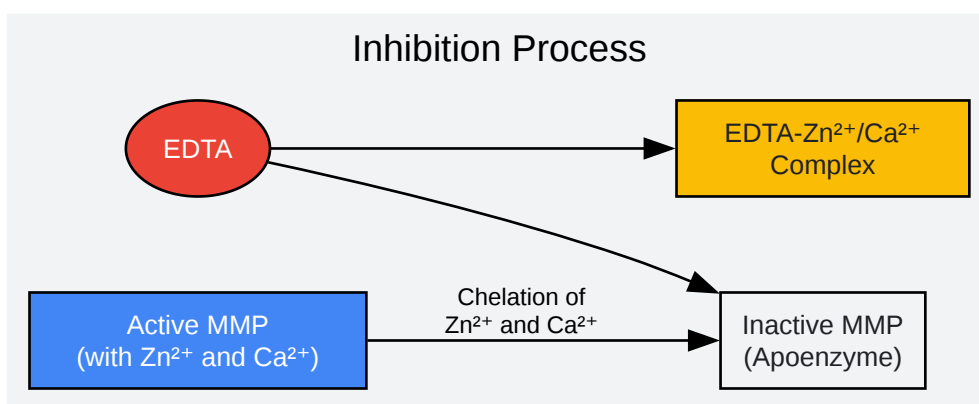 Inhibition Process
EDTA
EDTA-Zn²⁺/Ca²⁺
Complex
Active MMP
(with Zn²⁺ and Ca²⁺)
Chelation of
Zn²⁺ and Ca²⁺
Inactive MMP
(Apoenzyme)